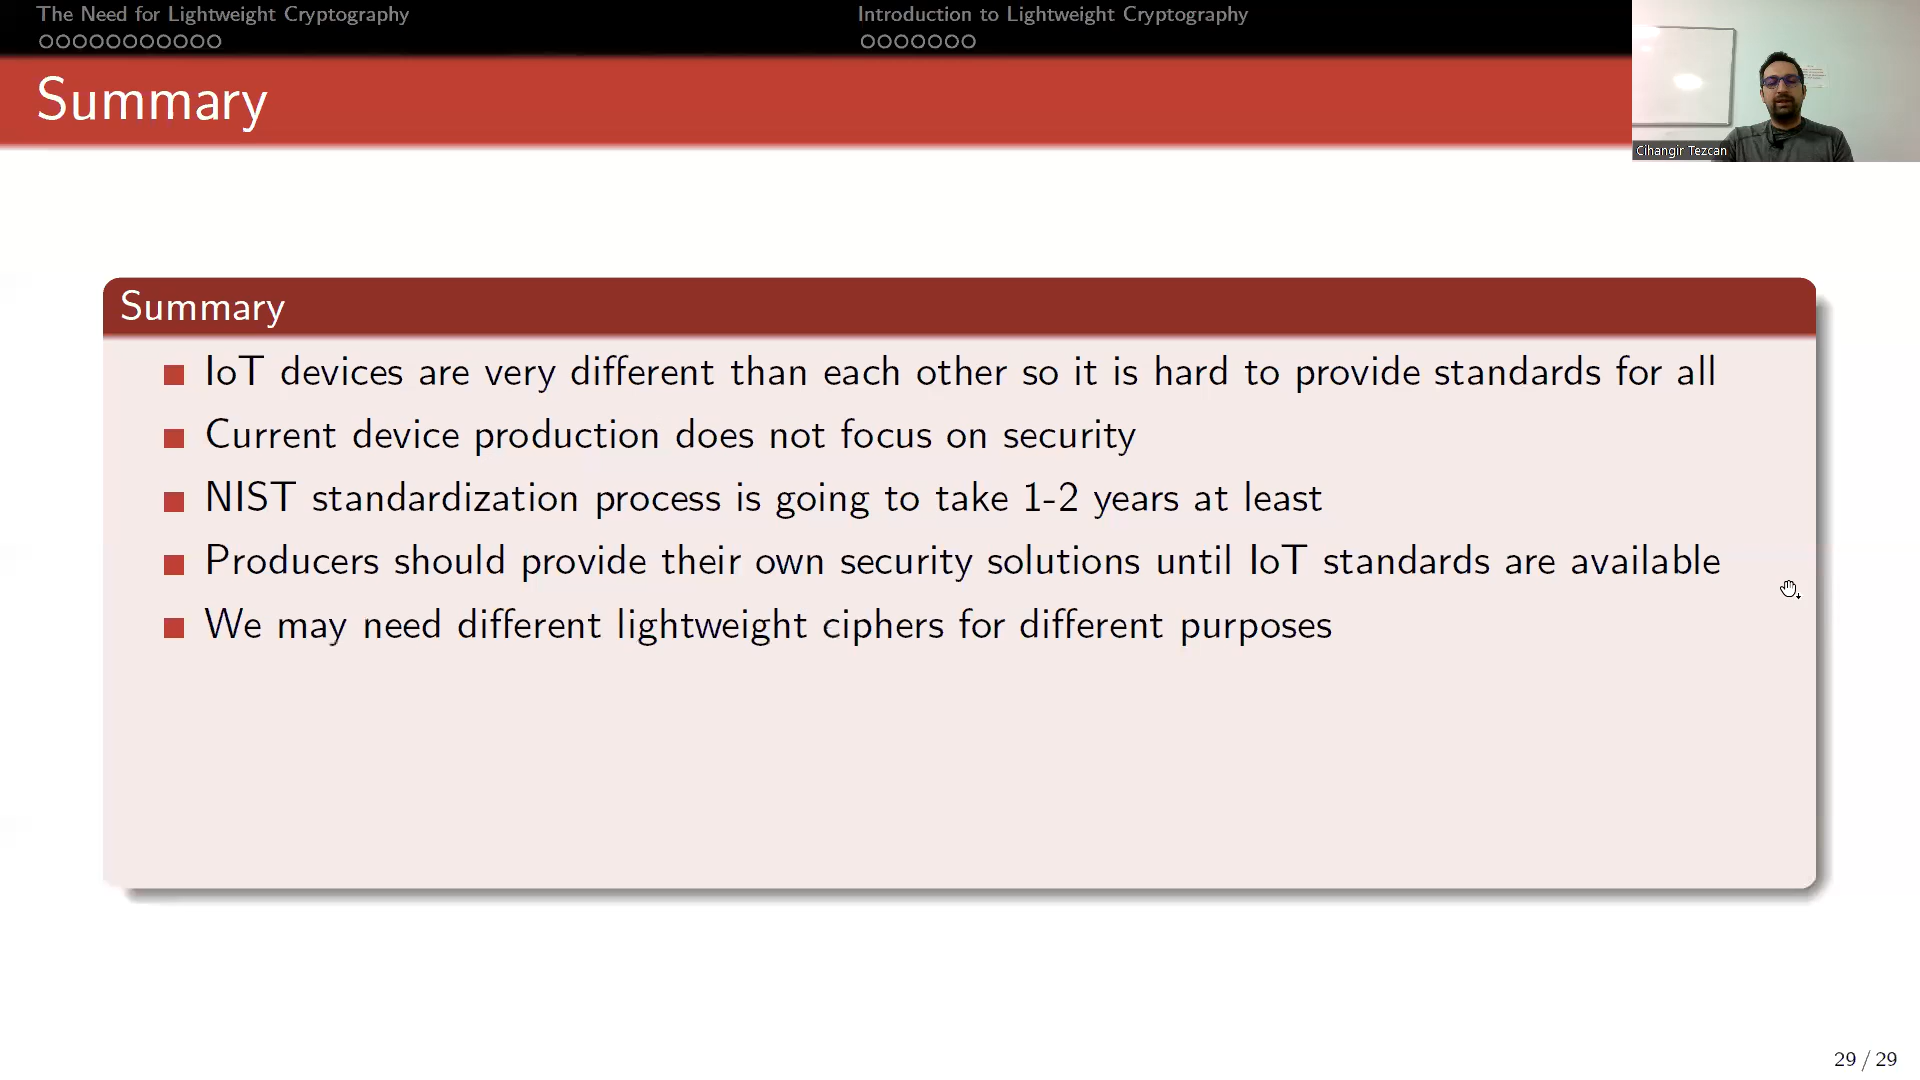 The Need for Lightweight Cryptography
Introduction to Lightweight Cryptography
Summary
Cihangir Tezcan
Summary
IoT devices are very different than each other so it is hard to provide standards for all
Current device production does not focus on security
NIST standardization process is going to take 1-2 years at least
Producers should provide their own security solutions until IoT standards are available
We may need different lightweight ciphers for different purposes
29 / 29